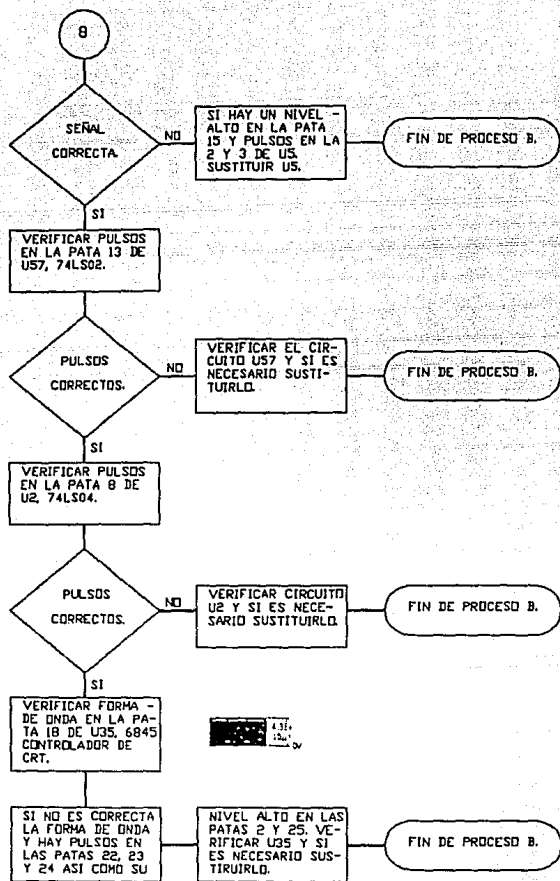 8
SEÑAL
CORRECTA.
NO
SI HAY UN NIVEL -
ALTO EN LA PATA
15 Y PULSOS EN LA
2 Y 3 DE U5.
SUSTITUIR U5.
FIN DE PROCESO B.
SI
VERIFICAR PULSOS
EN LA PATA 13 DE
U57, 74LS02.
PULSOS
CORRECTOS.
NO
VERIFICAR EL CIR-
CUITO U57 Y SI ES
NECESARIO SUSTI-
TUIRLO.
FIN DE PROCESO B.
SI
VERIFICAR PULSOS
EN LA PATA 8 DE
U2, 74LS04.
PULSOS
CORRECTOS.
NO
VERIFICAR CIRCUITO
U2 Y SI ES NECE-
SARIO SUSTITUIRLO.
FIN DE PROCESO B.
SI
VERIFICAR FORMA -
DE ONDA EN LA PA-
TA 18 DE U35, 6845
CONTROLADOR DE
CRT.
0V
SI NO ES CORRECTA
LA FORMA DE ONDA
Y HAY PULSOS EN
LAS PATAS 22, 23
Y 24 ASI COMO SU
NIVEL ALTO EN LAS
PATAS 2 Y 25. VE-
RIFICAR U35 Y SI
ES NECESARIO SUS-
TITUIRLO.
FIN DE PROCESO B.